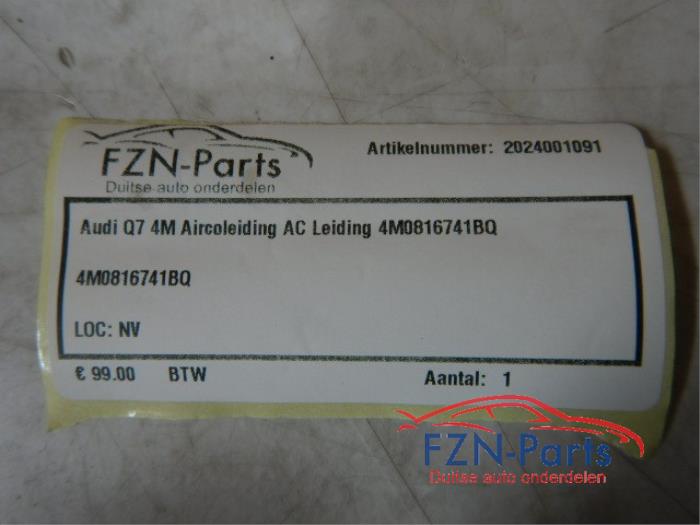 FZN-Parts
Duitse auto onderdelen
Artikelnummer: 2024001091
Audi Q7 4M Aircoleiding AC Leiding 4M0816741BQ
4M0816741BQ
LOC: NV
€ 99.00 BTW Aantal: 1
FZN-Parts
Duitse auto onderdelen